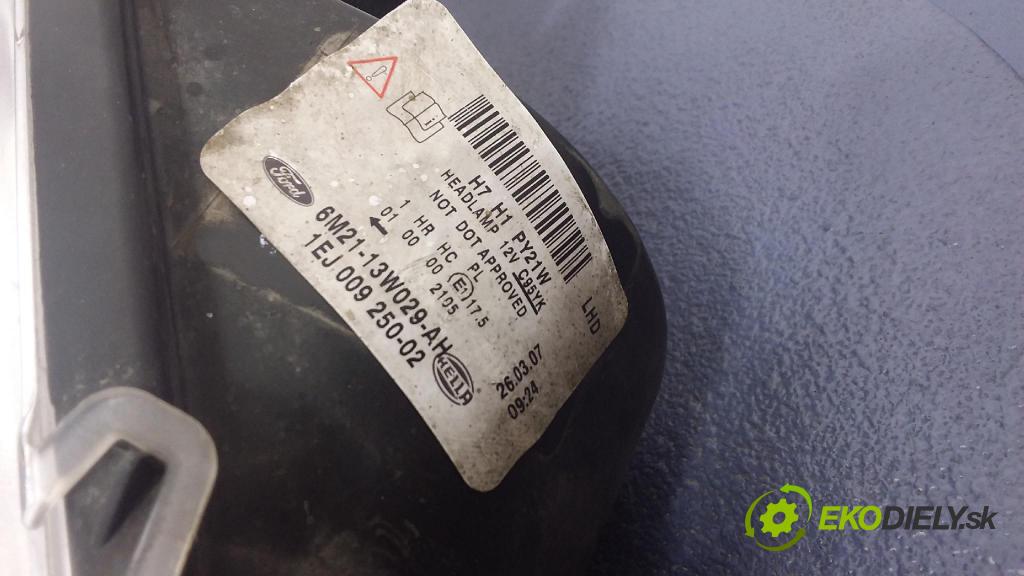 LHD
H7 H1 PY21W
HEADLAMP 12V
NOT DOT APPROVED
1 HR HC PL E1 17.5
01 00 00 2105
Ford
6M21-13W029-AH
1EJ 009 250-02
HELLA
26.03.07
09:24
EKODIELY.sk